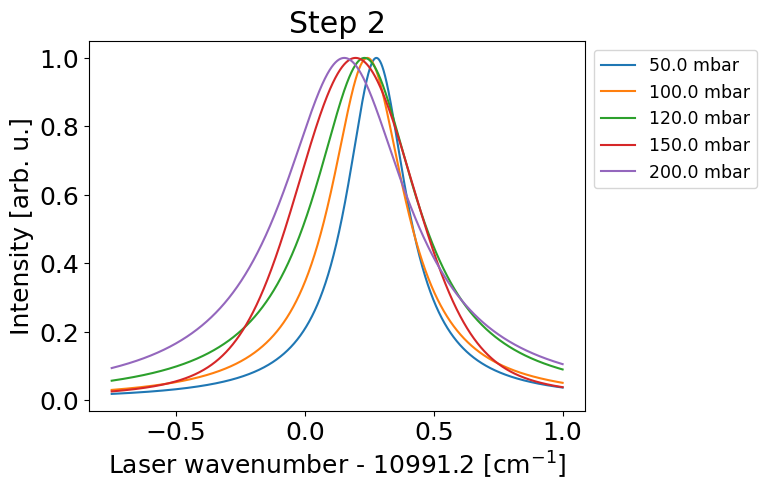 Step 2
Intensity [arb. u.]
1.0
0.8
0.6
0.4
0.2
0.0
−0.5
0.0
0.5
1.0
Laser wavenumber - 10991.2 [cm⁻¹]
50.0 mbar
100.0 mbar
120.0 mbar
150.0 mbar
200.0 mbar